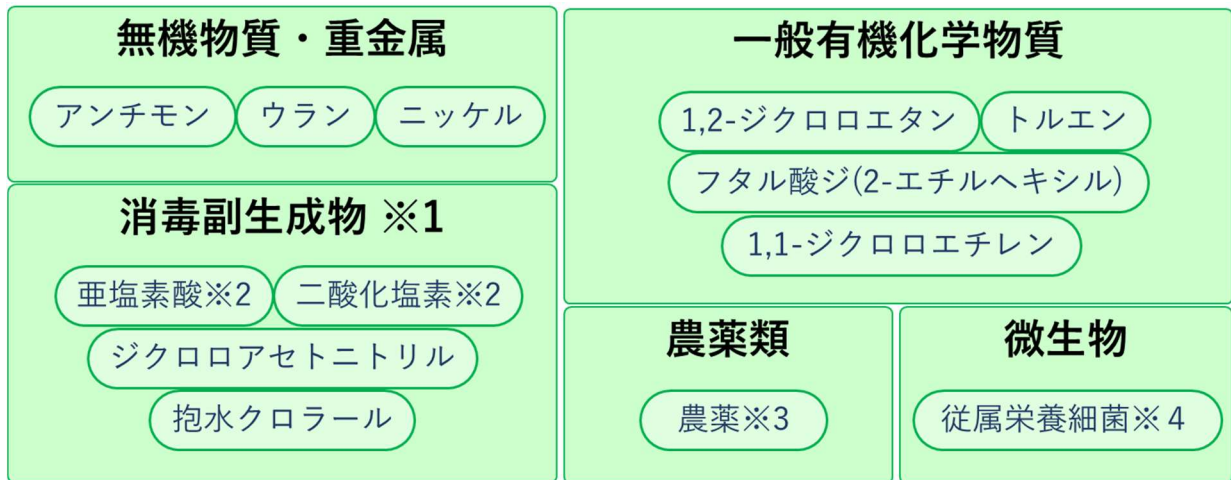 無機物質・重金属
アンチモン ウラン ニッケル
消毒副生成物 ※1
亜塩素酸※2 二酸化塩素※2
ジクロロアセトニトリル
抱水クロラール
一般有機化学物質
1,2-ジクロロエタン トルエン
フタル酸ジ(2-エチルヘキシル)
1,1-ジクロロエチレン
農薬類
農薬※3
微生物
従属栄養細菌※４